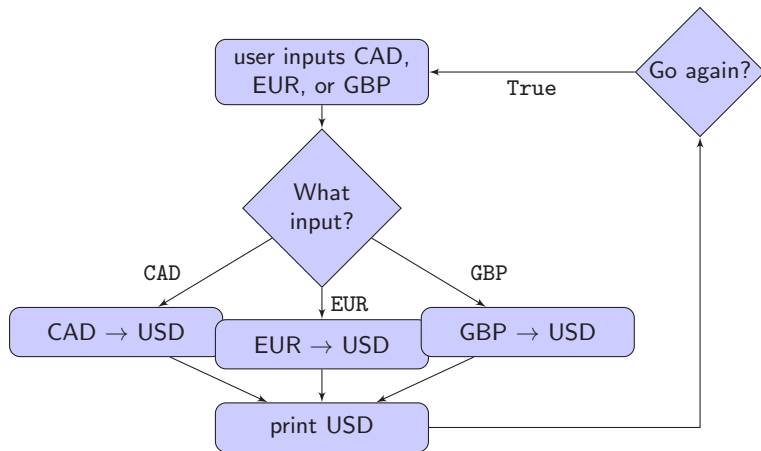 user inputs CAD,
EUR, or GBP
Go again?
True
What
input?
CAD
GBP
EUR
CAD → USD
EUR → USD
GBP → USD
print USD